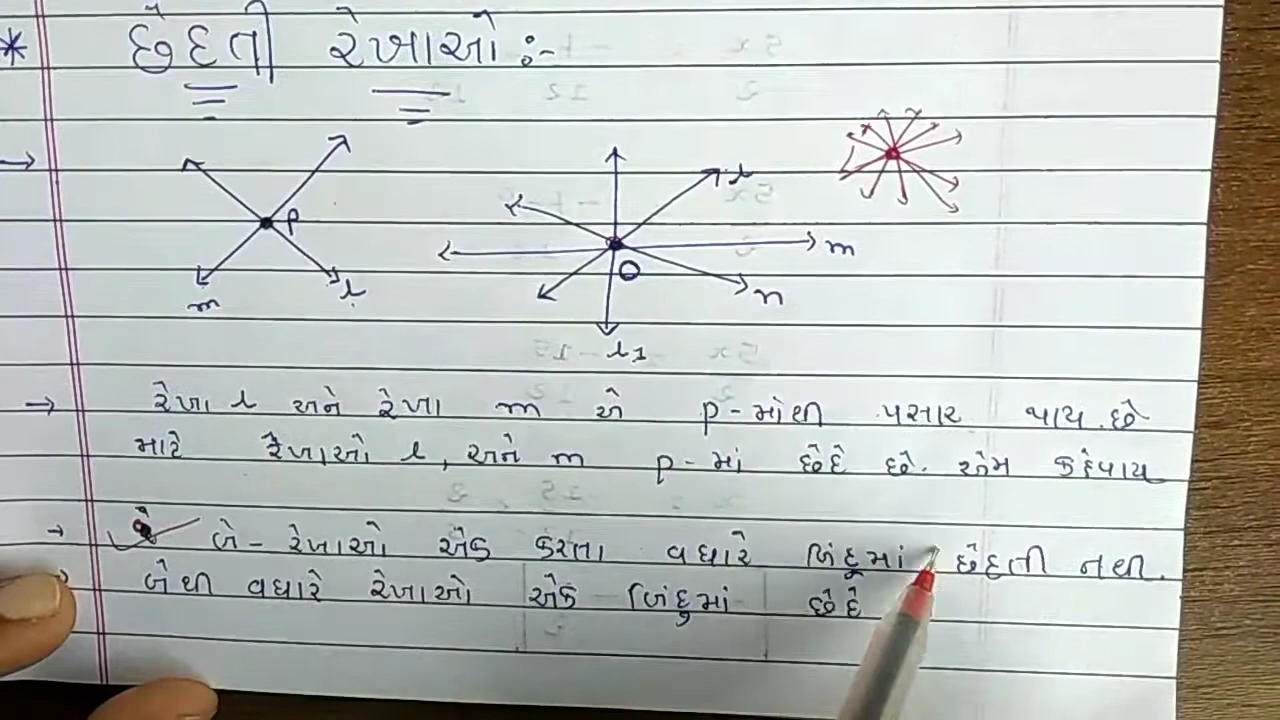 * છેદતી રેખાઓ :-
P
m
l
l
m
O
n
l1
→ રેખા l અને રેખા m એ P-માંથી પસાર થાય છે
માટે રેખાઓ l, અને m P-માં છેદે છે. એમ કહેવાય
→ બે- રેખાઓ એક કરતા વધારે બિંદુમાં છેદતી નથી.
→ બેથી વધારે રેખાઓ એક બિંદુમાં છેદે